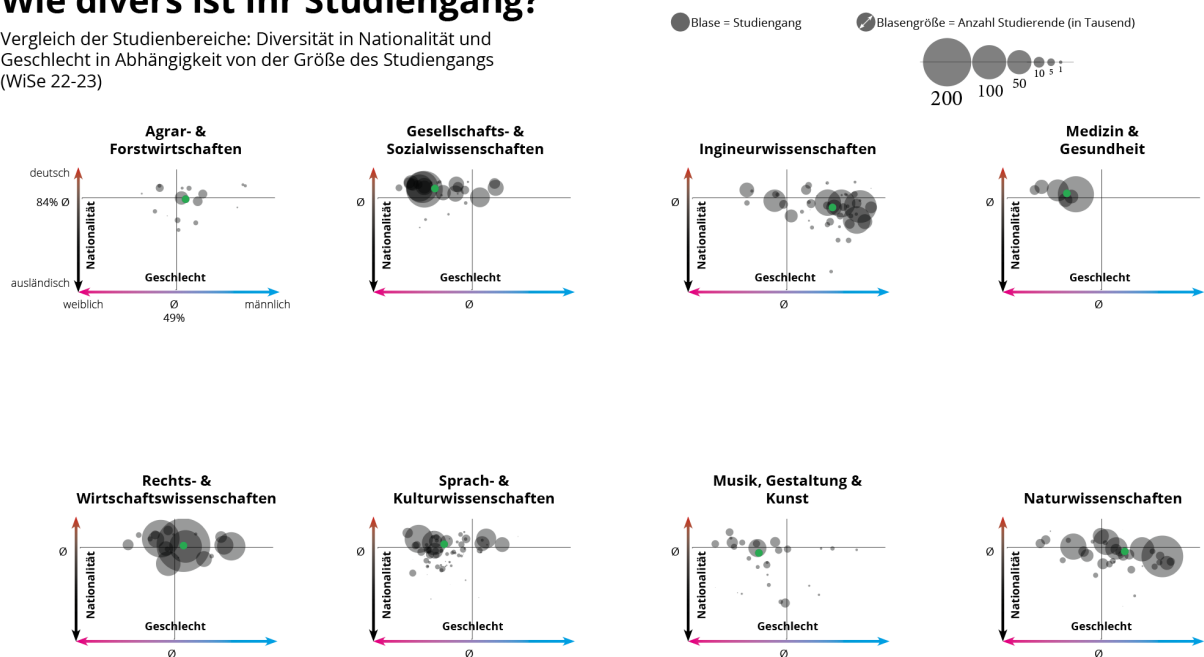 Wie divers ist Ihr Studiengang?
Vergleich der Studienbereiche: Diversität in Nationalität und
Geschlecht in Abhängigkeit von der Größe des Studiengangs
(WiSe 22-23)
Blase = Studiengang
Blasengröße = Anzahl Studierende (in Tausend)
200 100 50 10 5 1
Agrar- &
Forstwirtschaften
deutsch
84% Ø
Nationalität
ausländisch
Geschlecht
weiblich Ø männlich
49%
Gesellschafts- &
Sozialwissenschaften
Ø
Nationalität
Geschlecht
Ø
Ingineurwissenschaften
Ø
Nationalität
Geschlecht
Ø
Medizin &
Gesundheit
Ø
Nationalität
Geschlecht
Ø
Rechts- &
Wirtschaftswissenschaften
Ø
Nationalität
Geschlecht
Ø
Sprach- &
Kulturwissenschaften
Ø
Nationalität
Geschlecht
Ø
Musik, Gestaltung &
Kunst
Ø
Nationalität
Geschlecht
Ø
Naturwissenschaften
Ø
Nationalität
Geschlecht
Ø